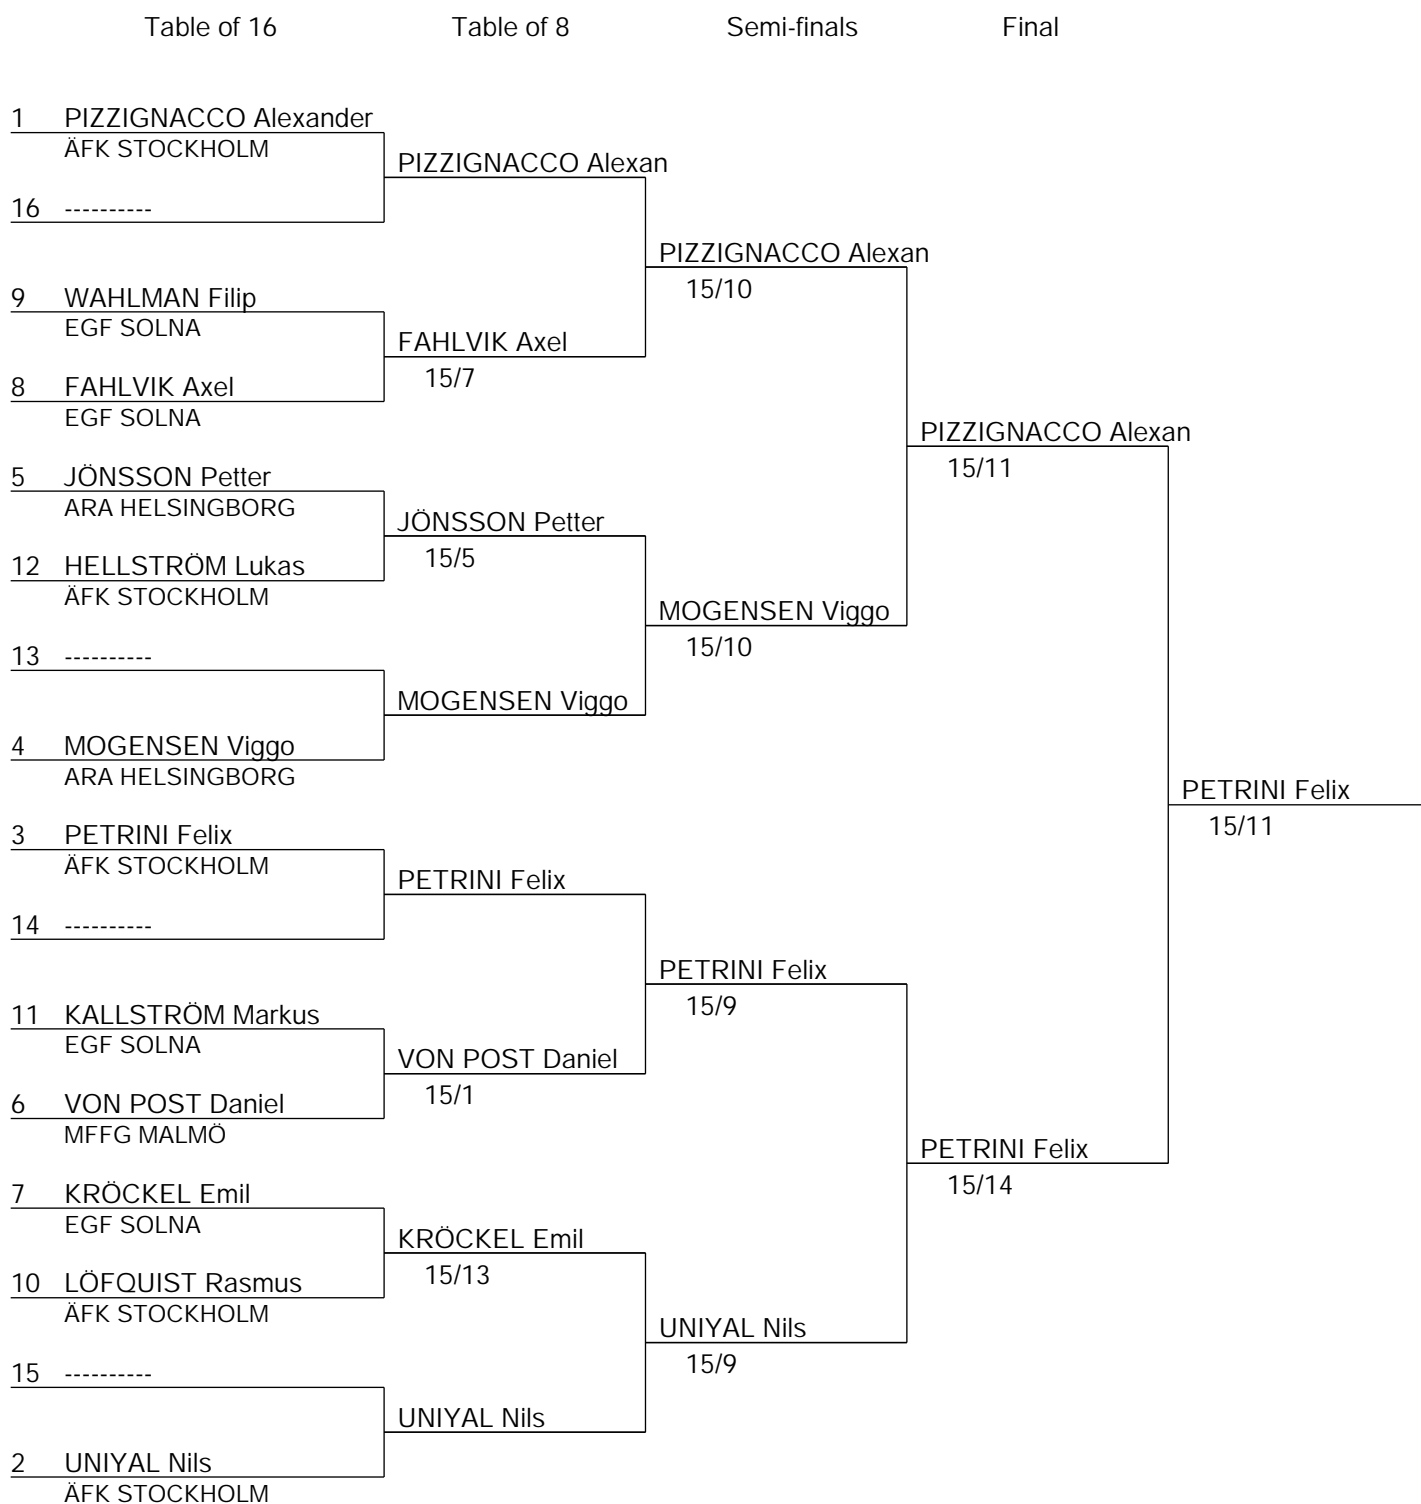 Table of 16 Table of 8 Semi-finals Final
1 PIZZIGNACCO Alexander
ÄFK STOCKHOLM
PIZZIGNACCO Alexan
16 ----------
PIZZIGNACCO Alexan
15/10
9 WAHLMAN Filip
EGF SOLNA
FAHLVIK Axel
15/7
8 FAHLVIK Axel
EGF SOLNA
PIZZIGNACCO Alexan
15/11
5 JÖNSSON Petter
ARA HELSINGBORG
JÖNSSON Petter
15/5
12 HELLSTRÖM Lukas
ÄFK STOCKHOLM
MOGENSEN Viggo
15/10
13 ----------
MOGENSEN Viggo
4 MOGENSEN Viggo
ARA HELSINGBORG
PETRINI Felix
15/11
3 PETRINI Felix
ÄFK STOCKHOLM
PETRINI Felix
14 ----------
PETRINI Felix
15/9
11 KALLSTRÖM Markus
EGF SOLNA
VON POST Daniel
15/1
6 VON POST Daniel
MFFG MALMÖ
PETRINI Felix
15/14
7 KRÖCKEL Emil
EGF SOLNA
KRÖCKEL Emil
15/13
10 LÖFQUIST Rasmus
ÄFK STOCKHOLM
UNIYAL Nils
15/9
15 ----------
UNIYAL Nils
2 UNIYAL Nils
ÄFK STOCKHOLM